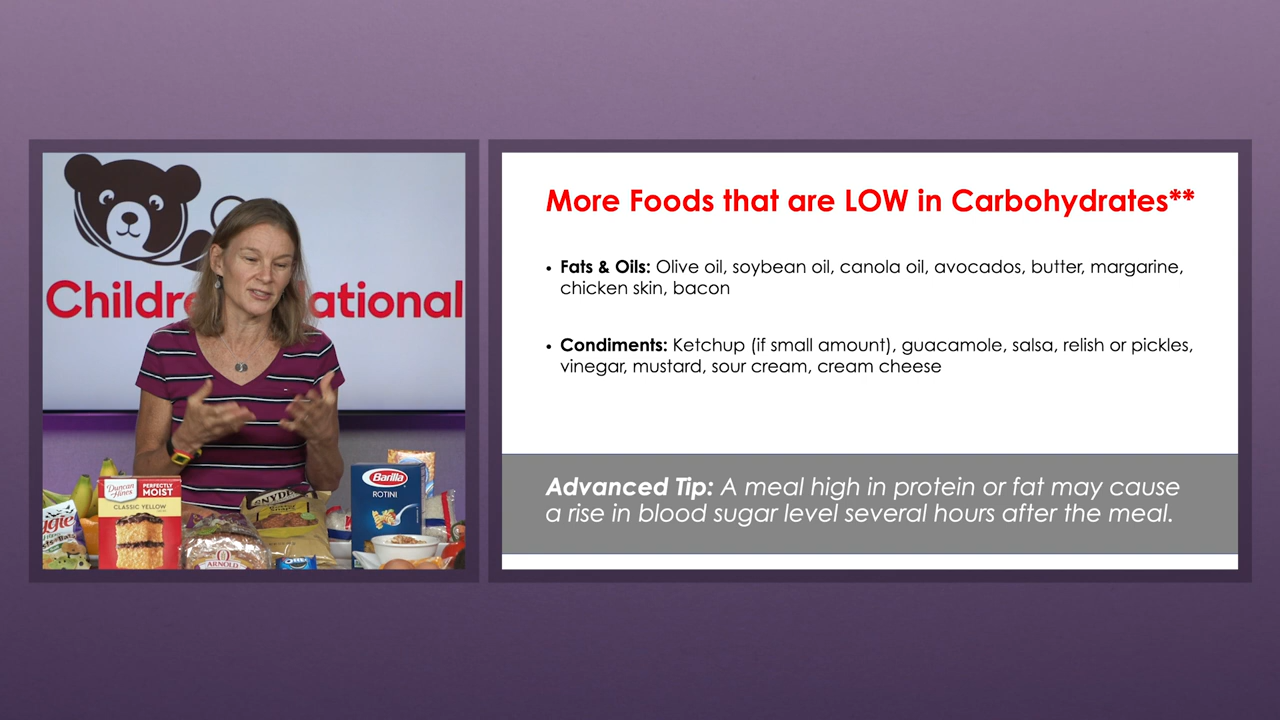 More Foods that are LOW in Carbohydrates**
• Fats & Oils: Olive oil, soybean oil, canola oil, avocados, butter, margarine,
chicken skin, bacon
• Condiments: Ketchup (if small amount), guacamole, salsa, relish or pickles,
vinegar, mustard, sour cream, cream cheese
Advanced Tip: A meal high in protein or fat may cause
a rise in blood sugar level several hours after the meal.
Duncan
Hines
PERFECTLY
MOIST
CLASSIC YELLOW
Barilla
ROTINI
ARNOLD